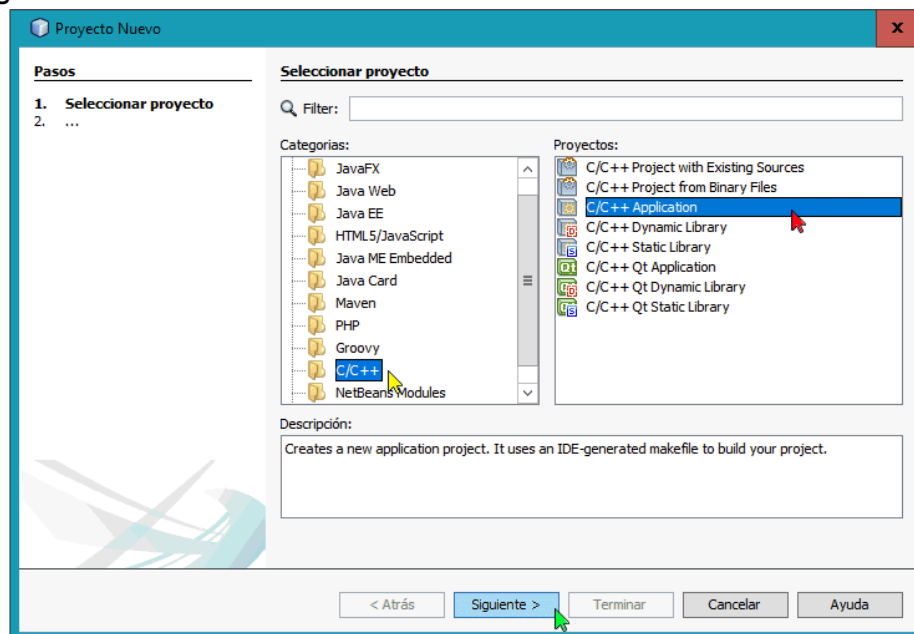 Proyecto Nuevo
x
Pasos
1. Seleccionar proyecto
2. ...
Seleccionar proyecto
Filter:
Categorias:
JavaFX
Java Web
Java EE
HTML5/JavaScript
Java ME Embedded
Java Card
Maven
PHP
Groovy
C/C++
NetBeans Modules
Proyectos:
C/C++ Project with Existing Sources
C/C++ Project from Binary Files
C/C++ Application
C/C++ Dynamic Library
C/C++ Static Library
C/C++ Qt Application
C/C++ Qt Dynamic Library
C/C++ Qt Static Library
Descripción:
Creates a new application project. It uses an IDE-generated makefile to build your project.
< Atrás
Siguiente >
Terminar
Cancelar
Ayuda